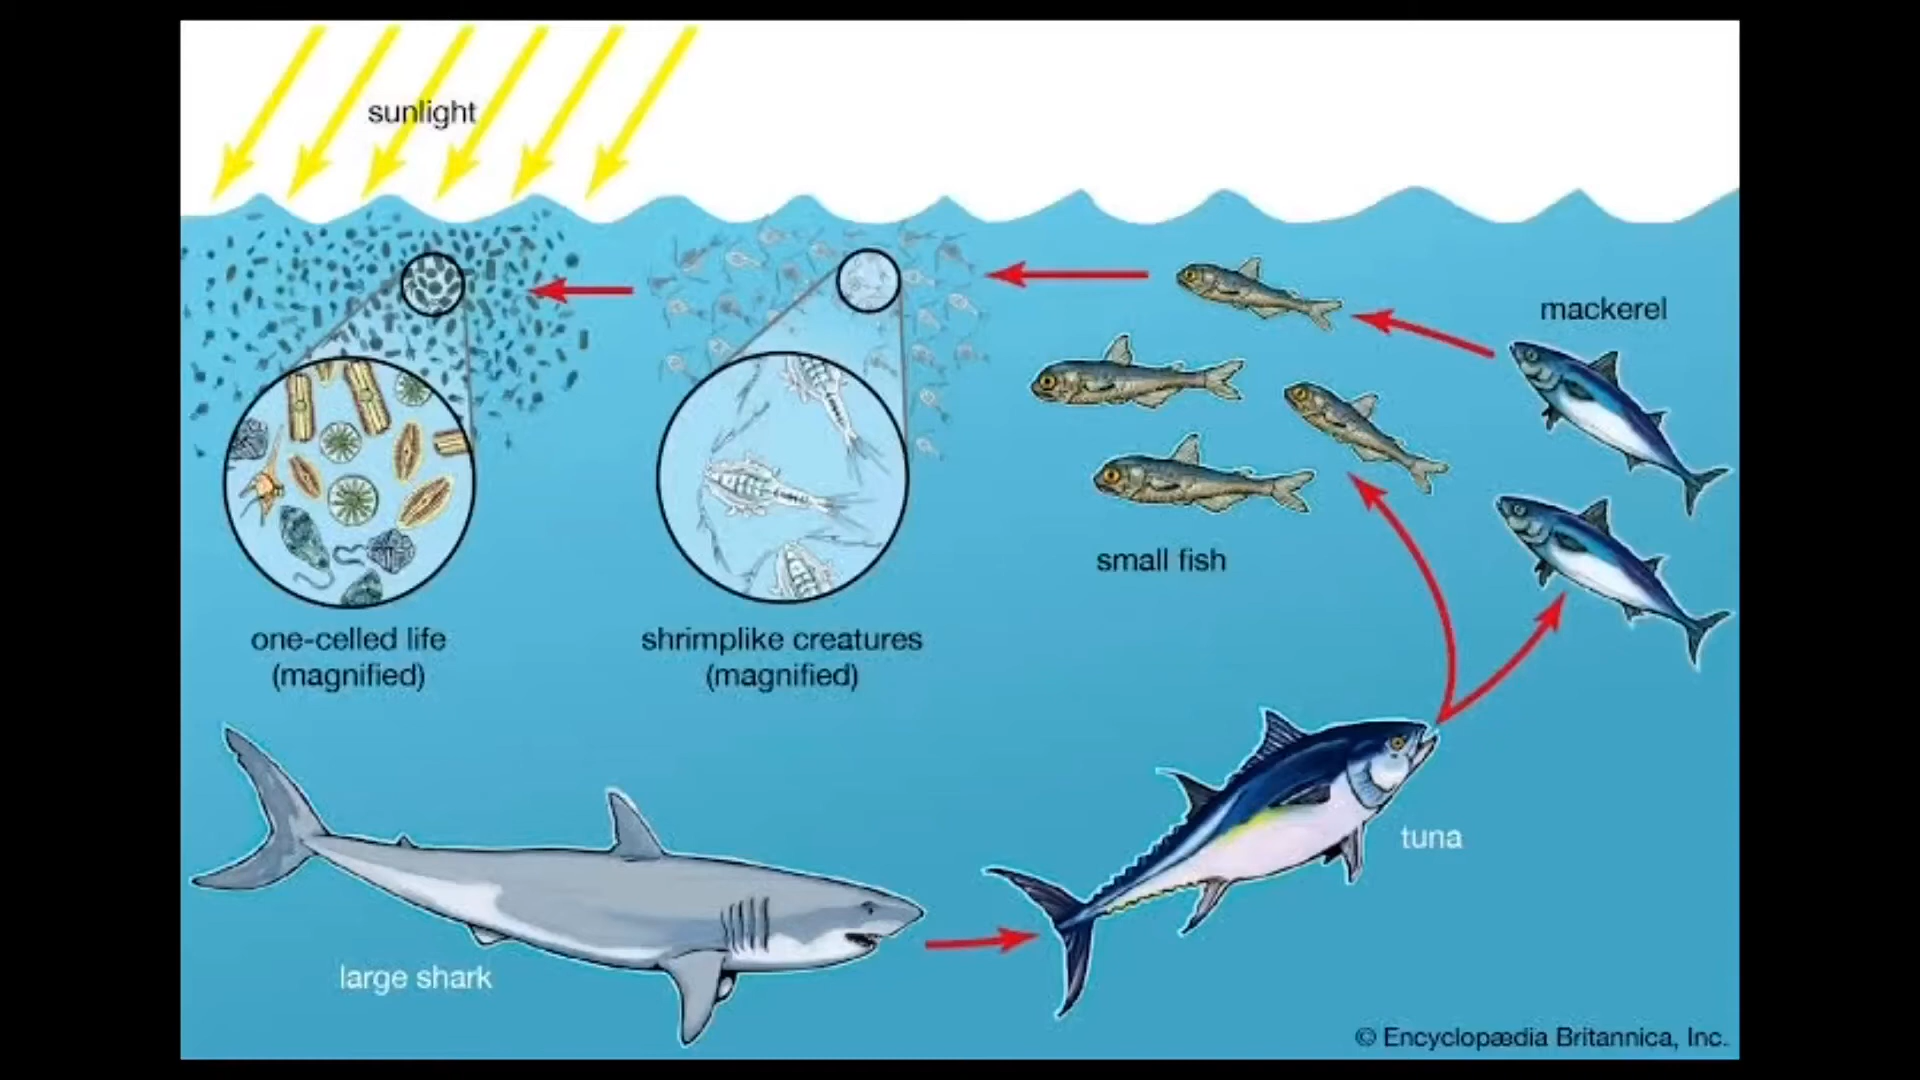 sunlight
mackerel
small fish
one-celled life
(magnified)
shrimplike creatures
(magnified)
tuna
large shark
© Encyclopædia Britannica, Inc.